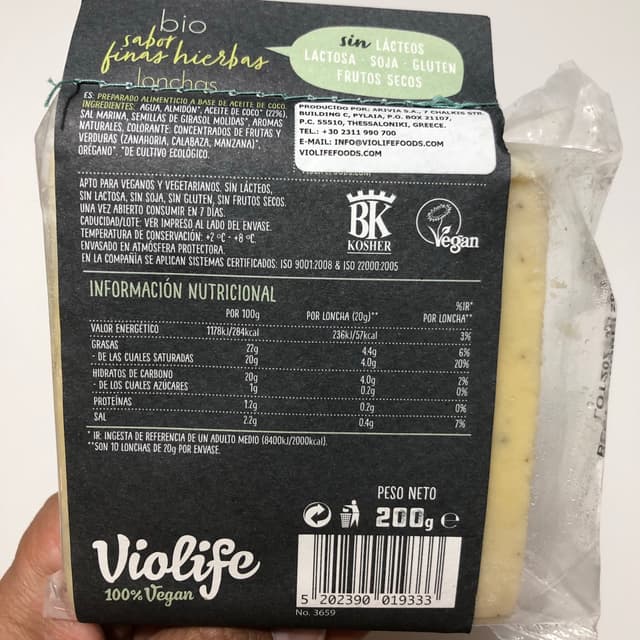 bio
sabor
finas hierbas
lonchas
sin LÁCTEOS
LACTOSA · SOJA · GLUTEN
FRUTOS SECOS
ES: PREPARADO ALIMENTICIO A BASE DE ACEITE DE COCO.
INGREDIENTES: AGUA, ALMIDÓN*, ACEITE DE COCO* (22%),
SAL MARINA, SEMILLAS DE GIRASOL MOLIDAS*, AROMAS
NATURALES, COLORANTE: CONCENTRADOS DE FRUTAS Y
VERDURAS (ZANAHORIA, CALABAZA, MANZANA)*,
ORÉGANO*. *DE CULTIVO ECOLÓGICO.
PRODUCIDO POR: ARIVIA S.A., 7 CHALKIS STR.
BUILDING C, PYLAIA, P.O. BOX 21107,
P.C. 55510, THESSALONIKI, GREECE.
TEL.: +30 2311 990 700
E-MAIL: INFO@VIOLIFEFOODS.COM
VIOLIFEFOODS.COM
APTO PARA VEGANOS Y VEGETARIANOS. SIN LÁCTEOS,
SIN LACTOSA, SIN SOJA, SIN GLUTEN, SIN FRUTOS SECOS.
UNA VEZ ABIERTO CONSUMIR EN 7 DÍAS.
CADUCIDAD/LOTE: VER IMPRESO AL LADO DEL ENVASE.
TEMPERATURA DE CONSERVACIÓN: +2 ºC - +8 ºC.
ENVASADO EN ATMÓSFERA PROTECTORA.
EN LA COMPAÑÍA SE APLICAN SISTEMAS CERTIFICADOS: ISO 9001:2008 & ISO 22000:2005
BK
KOSHER
Vegan
INFORMACIÓN NUTRICIONAL
POR 100g POR LONCHA (20g)** %IR* POR LONCHA**
VALOR ENERGÉTICO 1178kJ/284kcal 236kJ/57kcal 3%
GRASAS 22g 4.4g 6%
- DE LAS CUALES SATURADAS 20g 4.0g 20%
HIDRATOS DE CARBONO 20g 4.0g 2%
- DE LOS CUALES AZÚCARES 1g 0.2g 0%
PROTEÍNAS 1.2g 0.2g 0%
SAL 2.2g 0.4g 7%
* IR: INGESTA DE REFERENCIA DE UN ADULTO MEDIO (8400kJ/2000kcal).
**SON 10 LONCHAS DE 20g POR ENVASE.
PESO NETO
200g e
Violife
100% Vegan
5 202390 019333
No. 3659